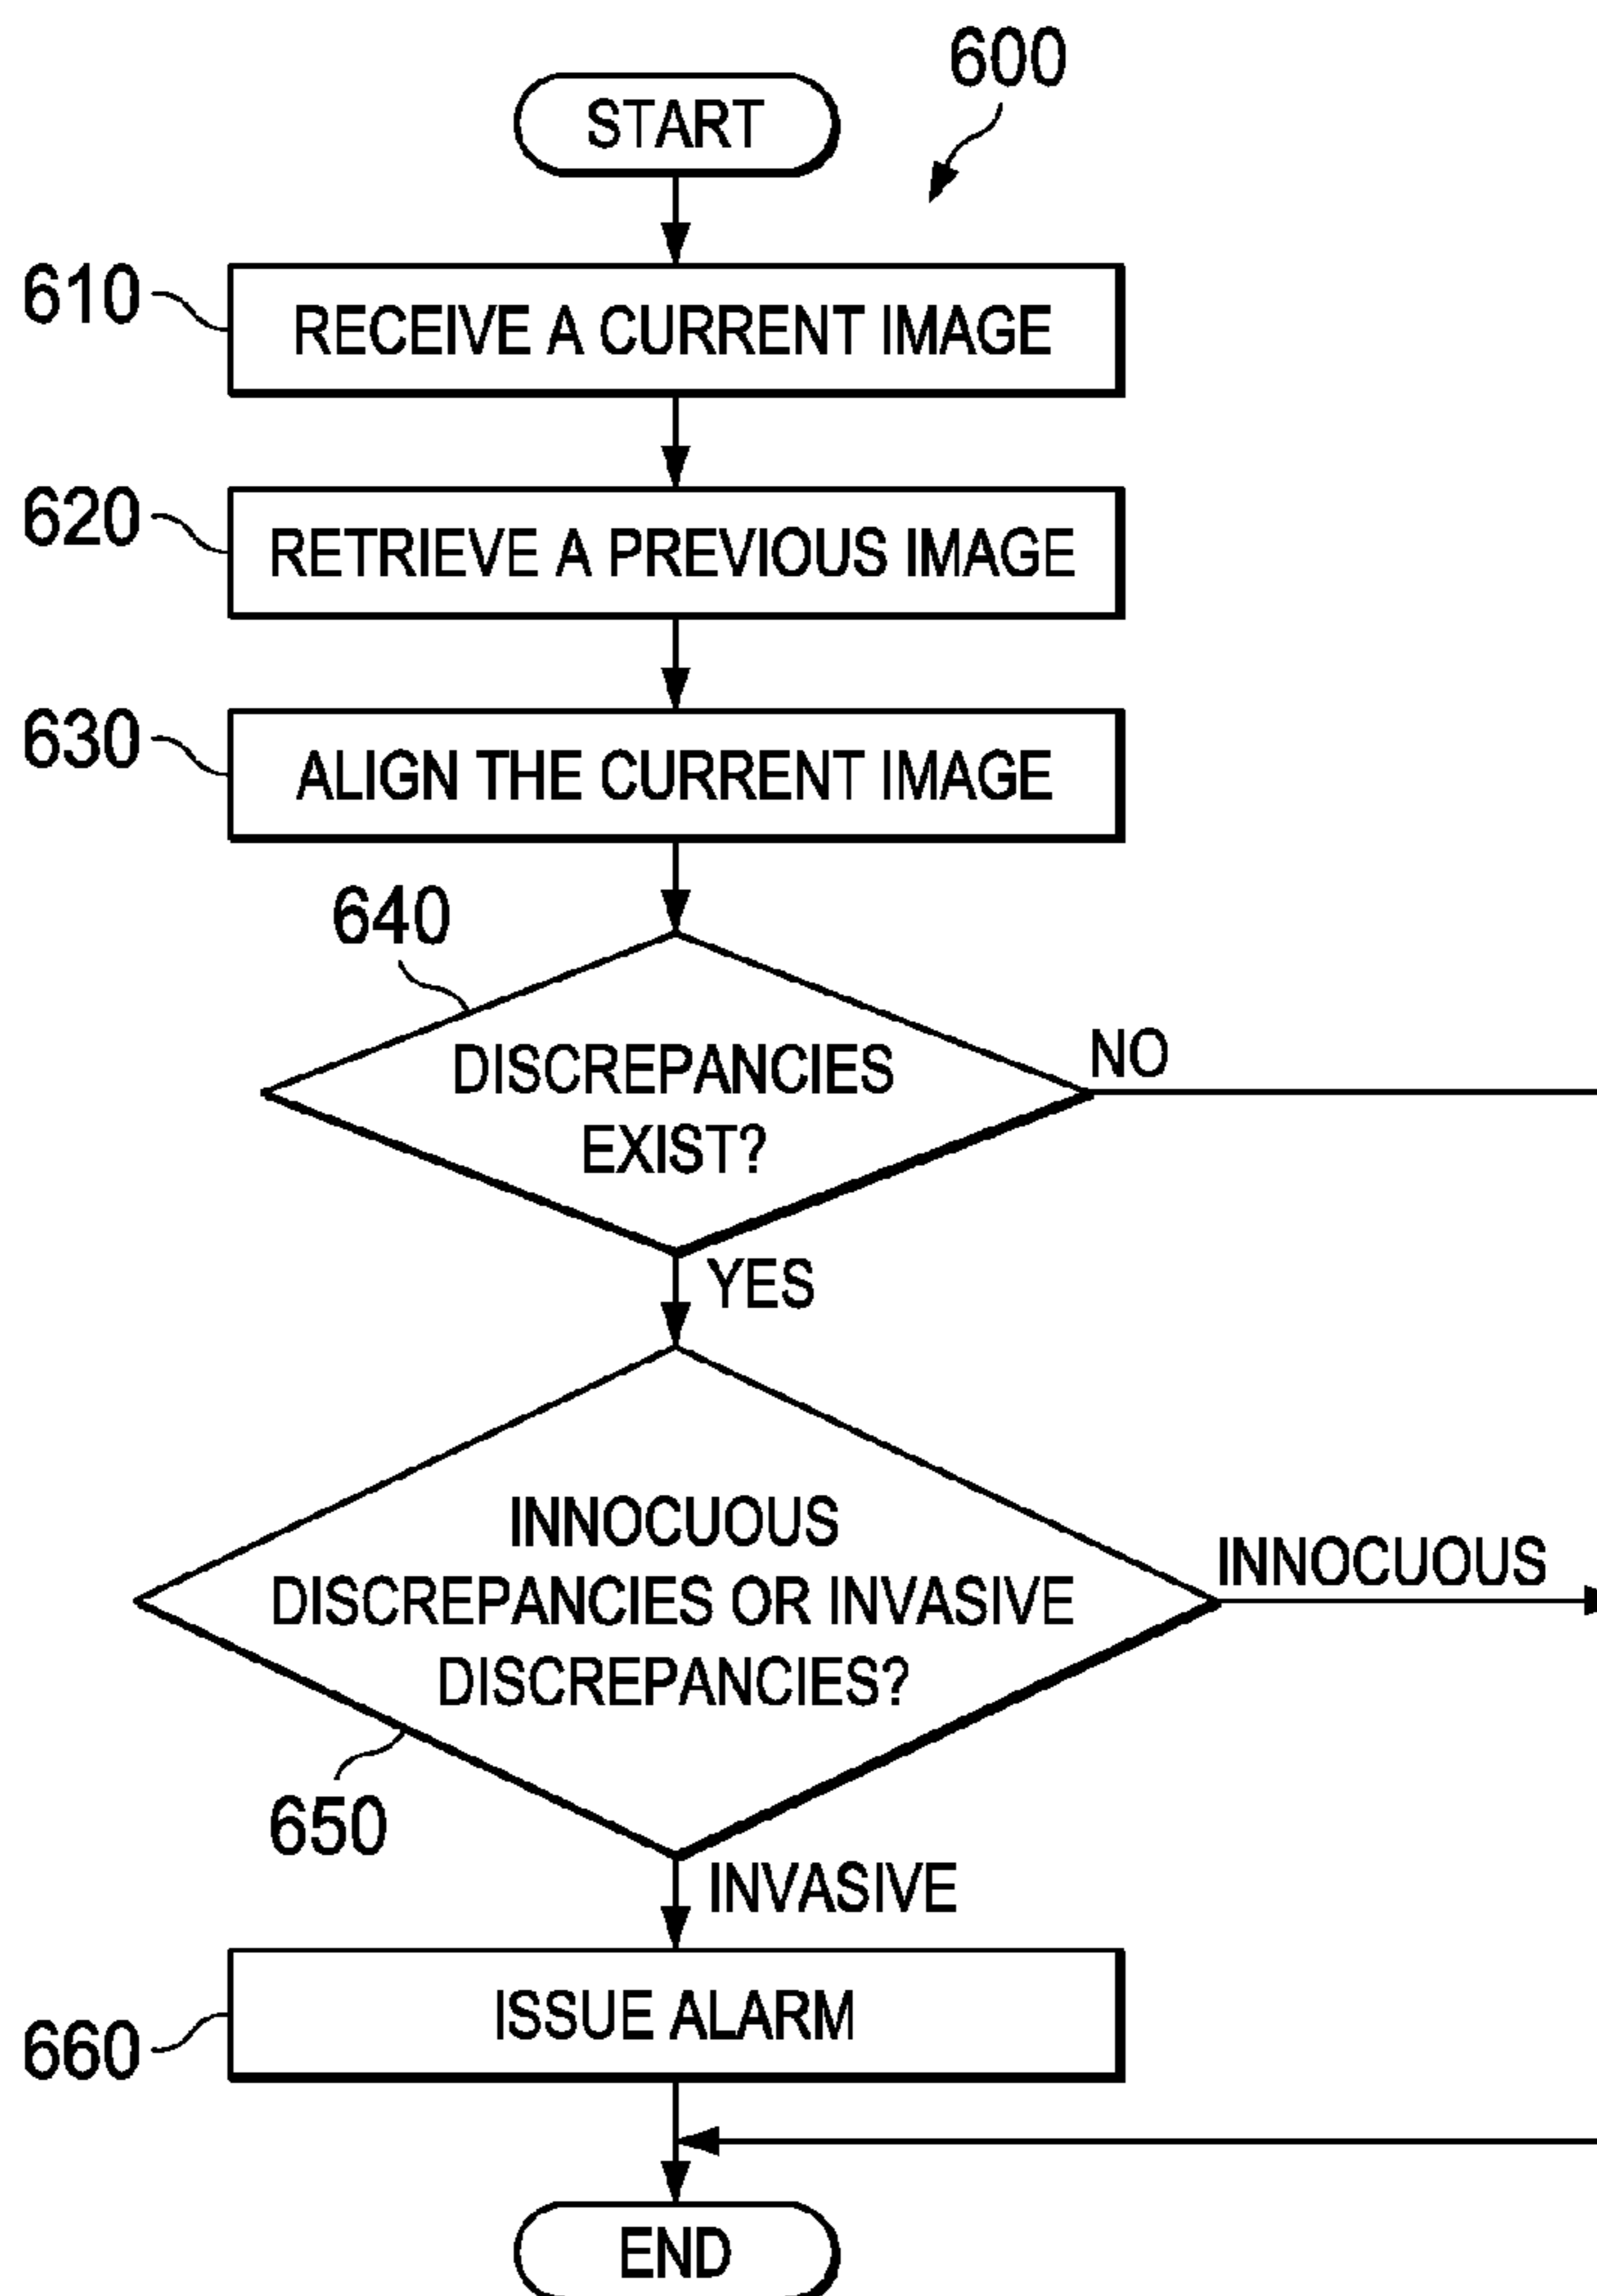 600
START
610
RECEIVE A CURRENT IMAGE
620
RETRIEVE A PREVIOUS IMAGE
630
ALIGN THE CURRENT IMAGE
640
DISCREPANCIES
EXIST?
NO
YES
INNOCUOUS
DISCREPANCIES OR INVASIVE
DISCREPANCIES?
INNOCUOUS
650
INVASIVE
ISSUE ALARM
660
END